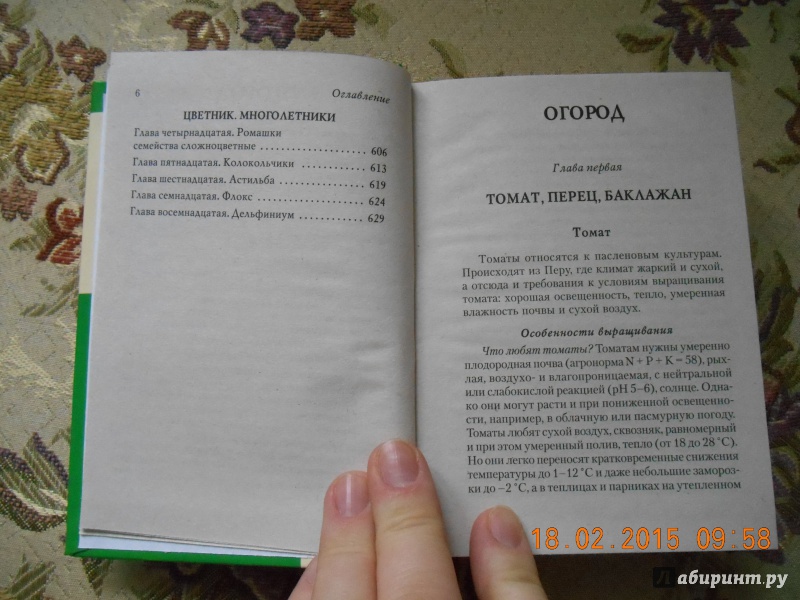 6
Оглавление
ЦВЕТНИК. МНОГОЛЕТНИКИ
Глава четырнадцатая. Ромашки
семейства сложноцветные . . . . . . . . . . . . . . . . . 606
Глава пятнадцатая. Колокольчики . . . . . . . . . . . 613
Глава шестнадцатая. Астильба . . . . . . . . . . . . . . 619
Глава семнадцатая. Флокс . . . . . . . . . . . . . . . . . 624
Глава восемнадцатая. Дельфиниум . . . . . . . . . . 629
ОГОРОД
Глава первая
ТОМАТ, ПЕРЕЦ, БАКЛАЖАН
Томат
Томаты относятся к пасленовым культурам.
Происходят из Перу, где климат жаркий и сухой,
а отсюда и требования к условиям выращивания
томата: хорошая освещенность, тепло, умеренная
влажность почвы и сухой воздух.
Особенности выращивания
Что любят томаты? Томатам нужны умеренно
плодородная почва (агронорма N + P + K = 58), рых-
лая, воздухо- и влагопроницаемая, с нейтральной
или слабокислой реакцией (pH 5–6), солнце. Одна-
ко они могут расти и при пониженной освещенно-
сти, например, в облачную или пасмурную погоду.
Томаты любят сухой воздух, сквозняк, равномерный
и при этом умеренный полив, тепло (от 18 до 28 °С).
Но они легко переносят кратковременные снижения
температуры до 1–12 °С и даже небольшие замороз-
ки до –2 °С, а в теплицах и парниках на утепленном
18.02.2015 09:58
Лабиринт.ру